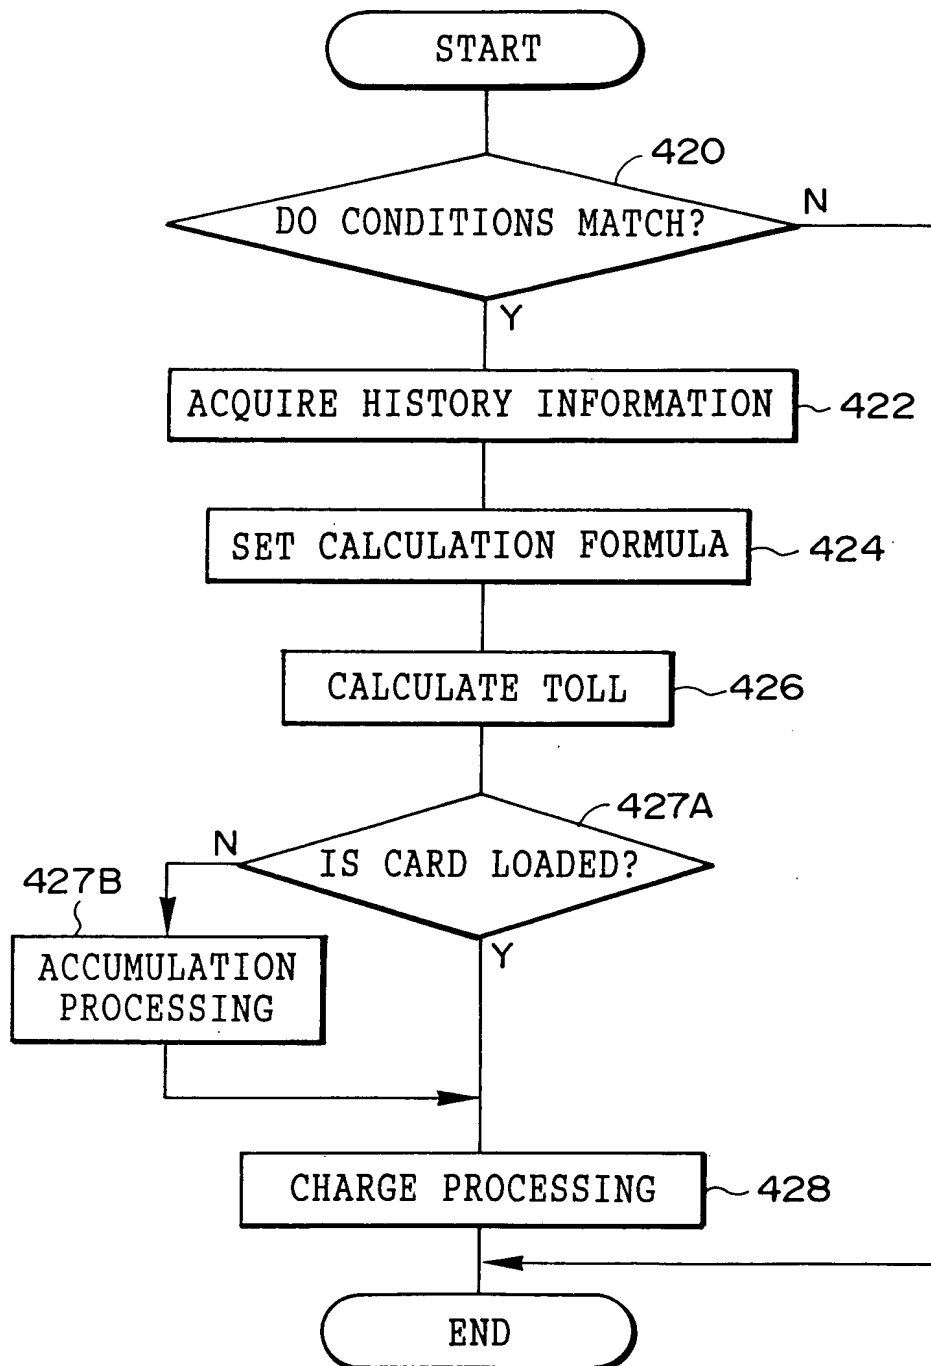 START
420
DO CONDITIONS MATCH?
N
Y
ACQUIRE HISTORY INFORMATION
422
SET CALCULATION FORMULA
424
CALCULATE TOLL
426
427A
N
IS CARD LOADED?
427B
Y
ACCUMULATION
PROCESSING
CHARGE PROCESSING
428
END